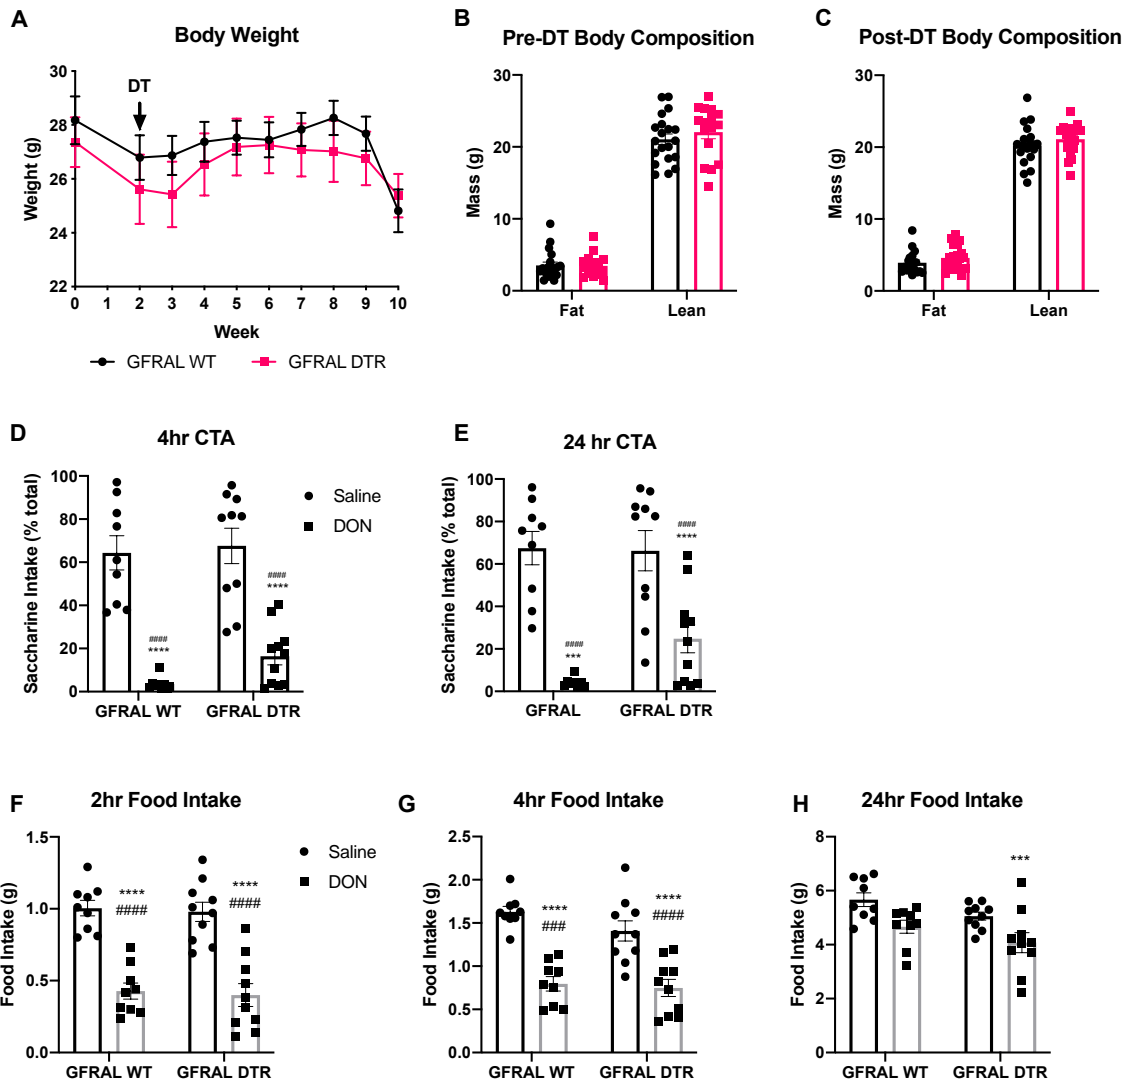 A
Body Weight
DT
Weight (g)
30
28
26
24
22
0 1 2 3 4 5 6 7 8 9 10
Week
GFRAL WT
GFRAL DTR
B
Pre-DT Body Composition
Mass (g)
30
20
10
0
Fat Lean
C
Post-DT Body Composition
Mass (g)
30
20
10
0
Fat Lean
D
4hr CTA
Saccharine Intake (% total)
100
80
60
40
20
0
####
****
####
****
GFRAL WT GFRAL DTR
Saline
DON
E
24 hr CTA
Saccharine Intake (% total)
100
80
60
40
20
0
####
***
####
****
GFRAL GFRAL DTR
F
2hr Food Intake
Food Intake (g)
1.5
1.0
0.5
0.0
****
####
****
####
GFRAL WT GFRAL DTR
Saline
DON
G
4hr Food Intake
Food Intake (g)
2.5
2.0
1.5
1.0
0.5
0.0
****
###
****
####
GFRAL WT GFRAL DTR
H
24hr Food Intake
Food Intake (g)
8
6
4
2
0
***
GFRAL WT GFRAL DTR